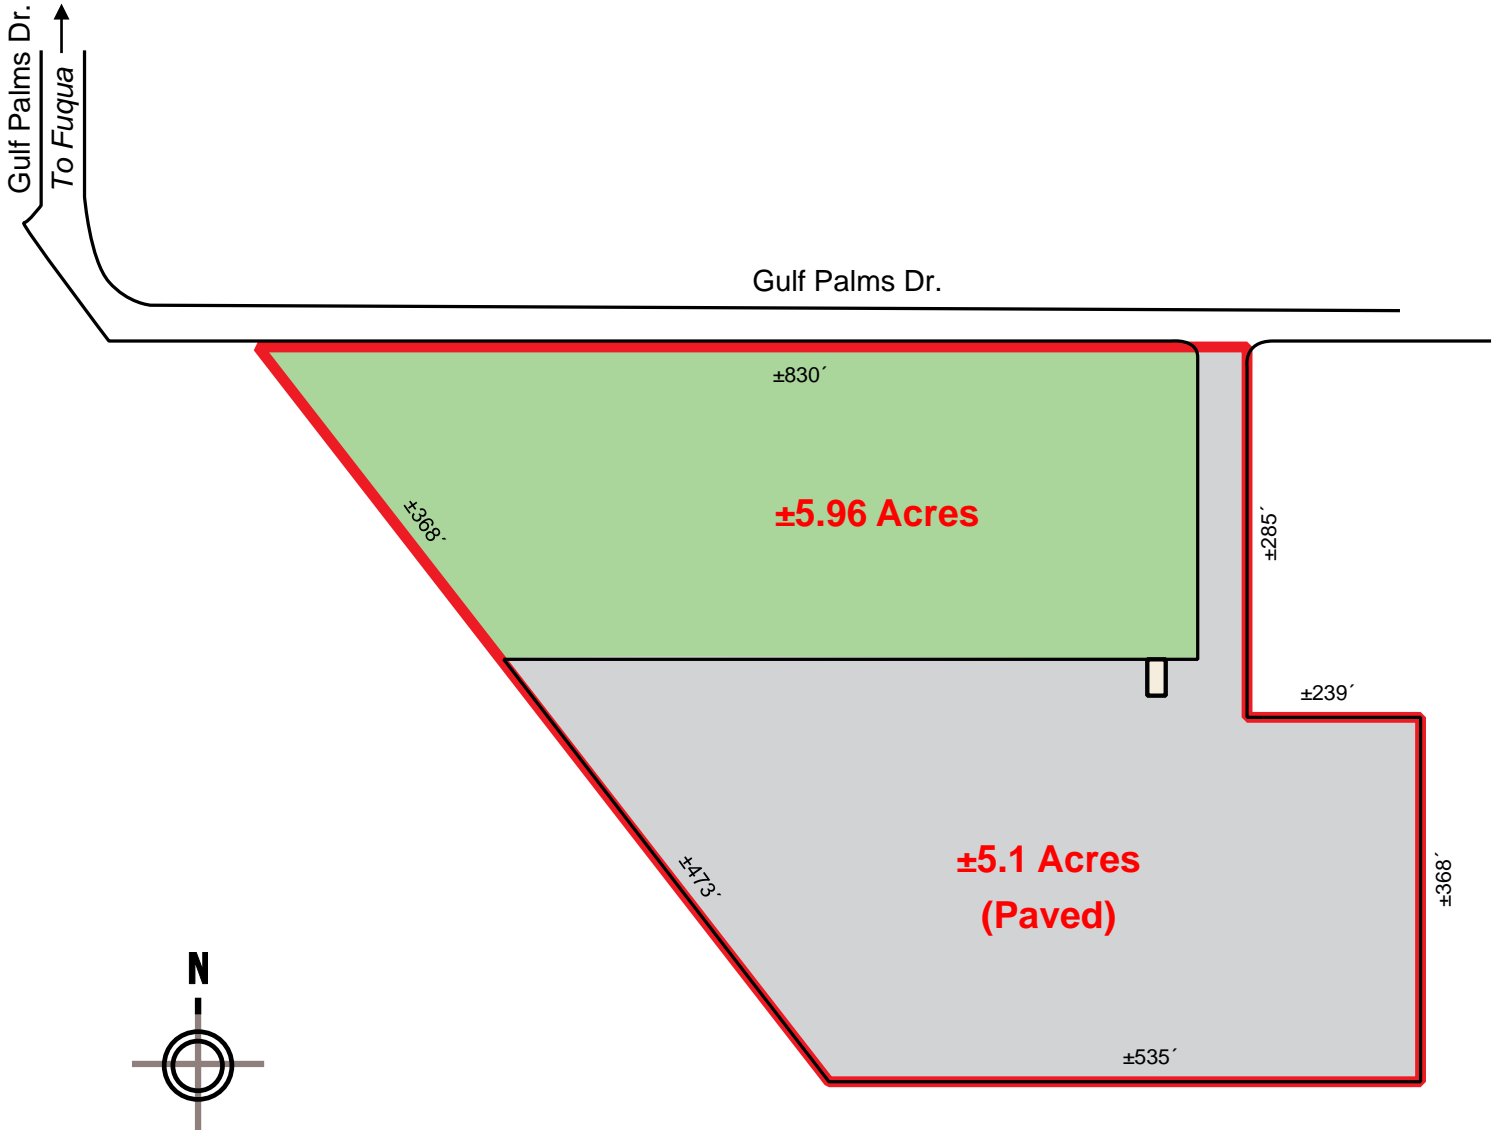 Gulf Palms Dr.
To Fuqua
Gulf Palms Dr.
±830´
±368´
±5.96 Acres
±285´
±239´
±473´
±5.1 Acres
(Paved)
±368´
±535´
N